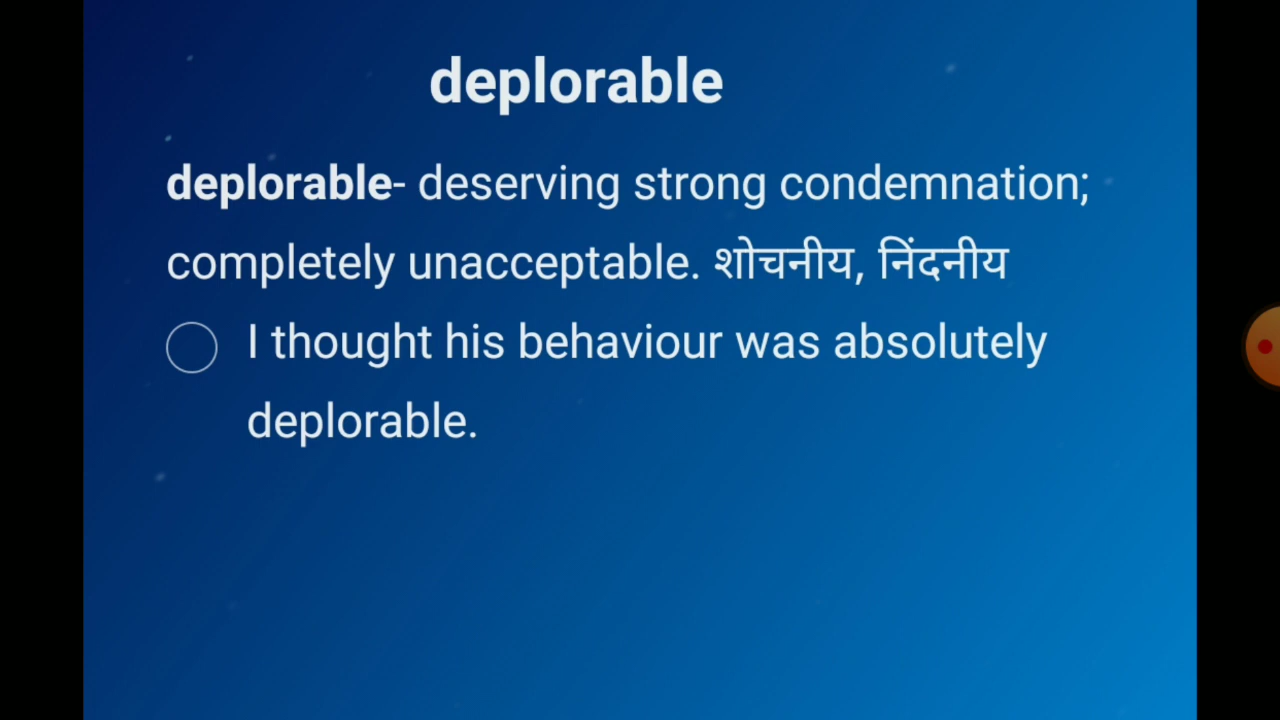 deplorable
deplorable- deserving strong condemnation;
completely unacceptable. शोचनीय, निंदनीय
I thought his behaviour was absolutely
deplorable.